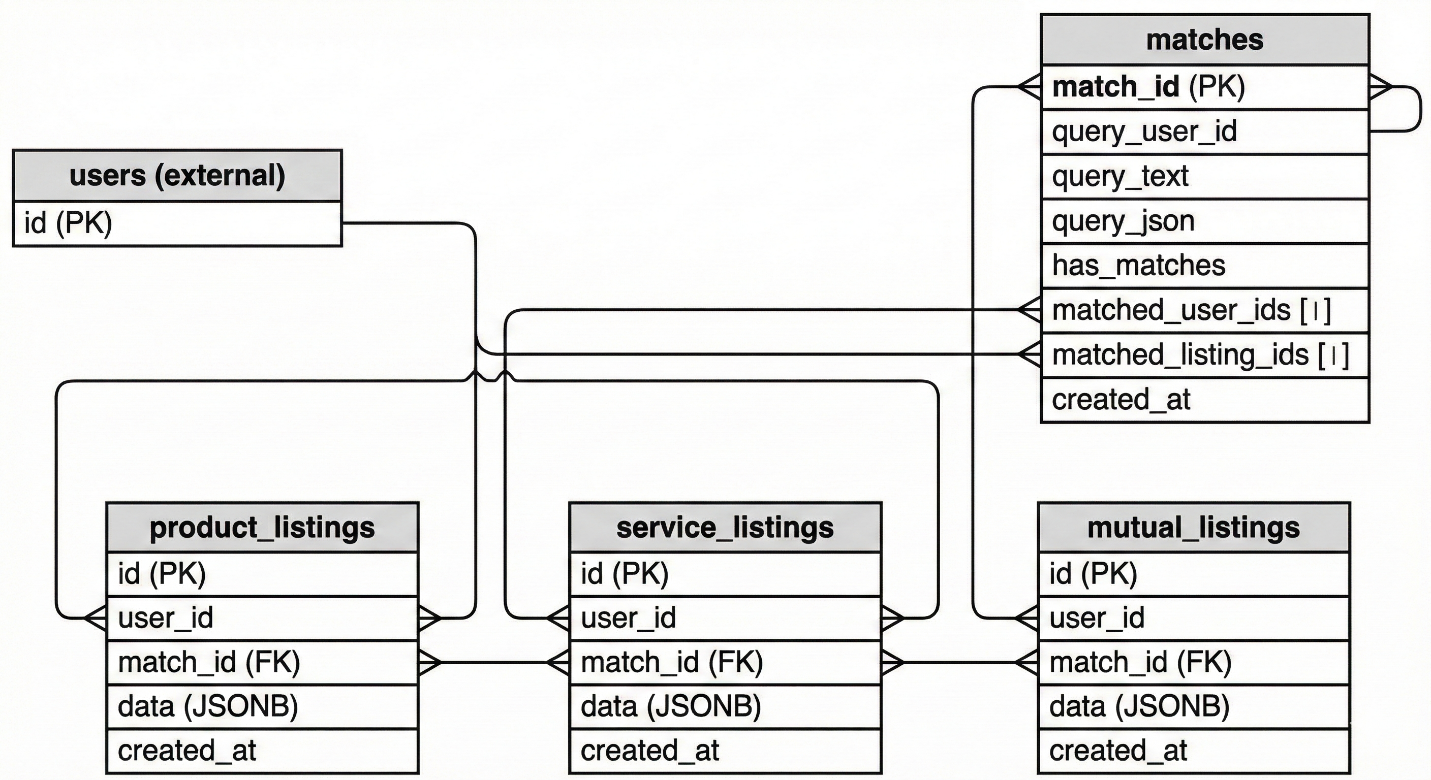 matches
match_id (PK)
query_user_id
query_text
query_json
has_matches
matched_user_ids [|]
matched_listing_ids [|]
created_at
users (external)
id (PK)
product_listings
id (PK)
user_id
match_id (FK)
data (JSONB)
created_at
service_listings
id (PK)
user_id
match_id (FK)
data (JSONB)
created_at
mutual_listings
id (PK)
user_id
match_id (FK)
data (JSONB)
created_at